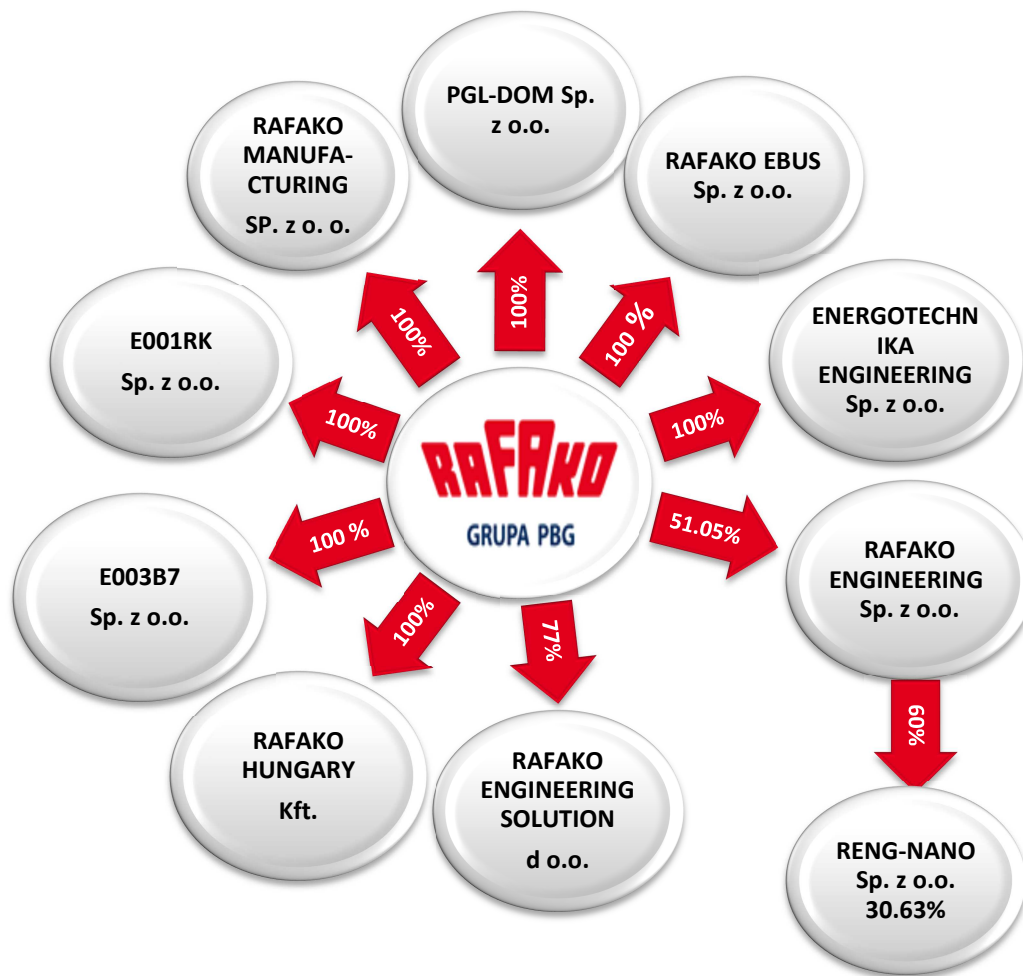 PGL-DOM Sp.
z o.o.
RAFAKO
MANUFA-
CTURING
SP. z o. o.
RAFAKO EBUS
Sp. z o.o.
100%
100%
100 %
E001RK
Sp. z o.o.
ENERGOTECHN
IKA
ENGINEERING
Sp. z o.o.
100%
100%
RAFAKO
GRUPA PBG
100 %
51.05%
E003B7
Sp. z o.o.
RAFAKO
ENGINEERING
Sp. z o.o.
100%
77%
60%
RAFAKO
HUNGARY
Kft.
RAFAKO
ENGINEERING
SOLUTION
d o.o.
RENG-NANO
Sp. z o.o.
30.63%